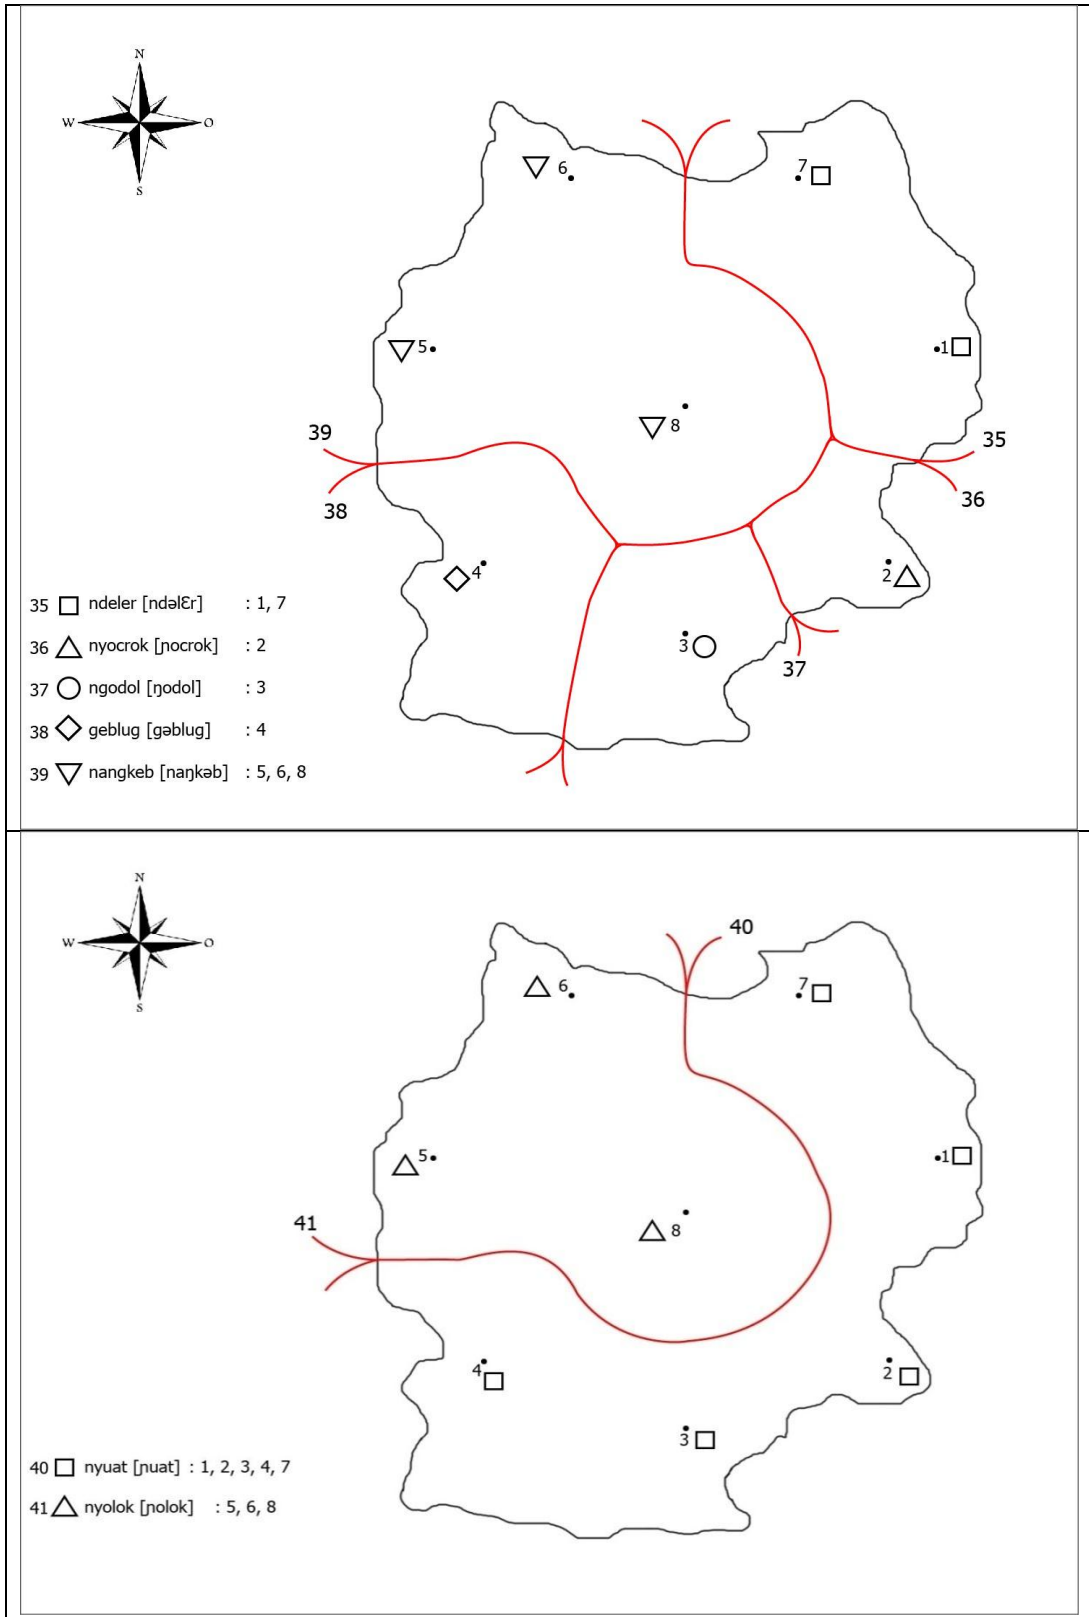 N
W O
S
6
7
5
1
8
39
35
38
36
4
2
3
37
35 ndeler [ndəlƐr] : 1, 7
36 nyocrok [ɲocrok] : 2
37 ngodol [ŋodol] : 3
38 geblug [gəblug] : 4
39 nangkeb [naŋkəb] : 5, 6, 8
N
W O
S
40
6
7
5
1
41
8
4
2
3
40 nyuat [ɲuat] : 1, 2, 3, 4, 7
41 nyolok [ɲolok] : 5, 6, 8